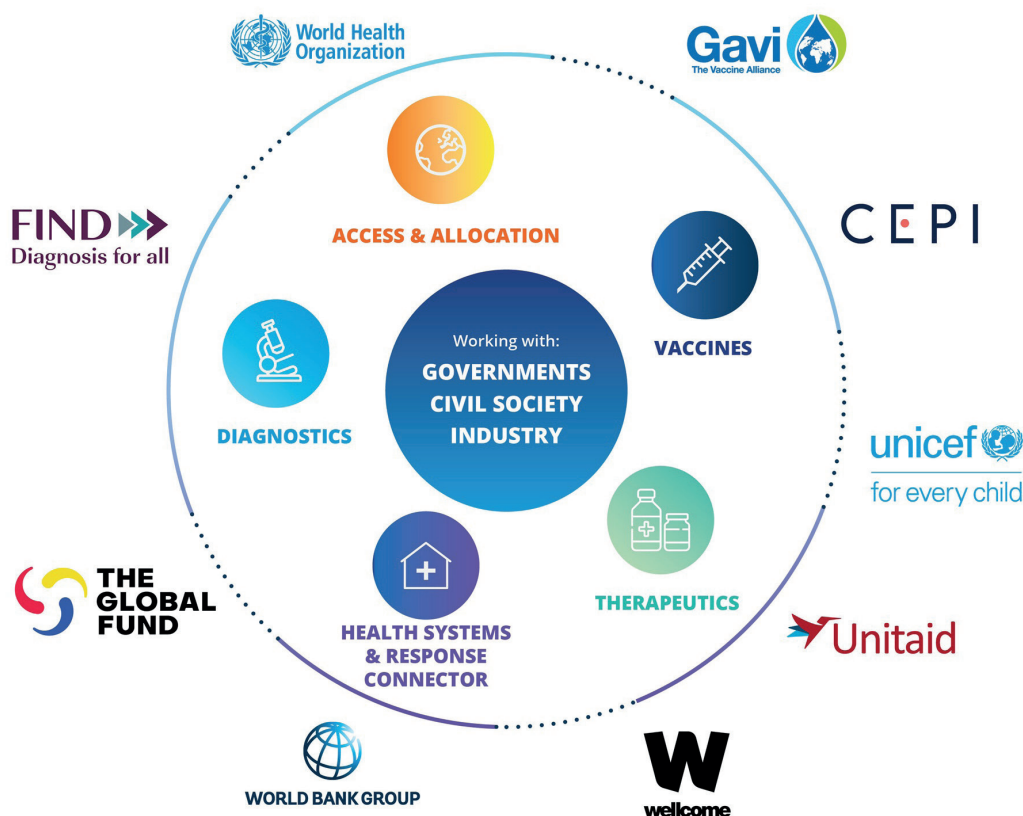 World Health
Organization
Gavi
The Vaccine Alliance
ACCESS & ALLOCATION
FIND
Diagnosis for all
CEPI
VACCINES
Working with:
GOVERNMENTS
CIVIL SOCIETY
INDUSTRY
DIAGNOSTICS
unicef
for every child
THERAPEUTICS
THE
GLOBAL
FUND
HEALTH SYSTEMS
& RESPONSE
CONNECTOR
Unitaid
WORLD BANK GROUP
W
wellcome